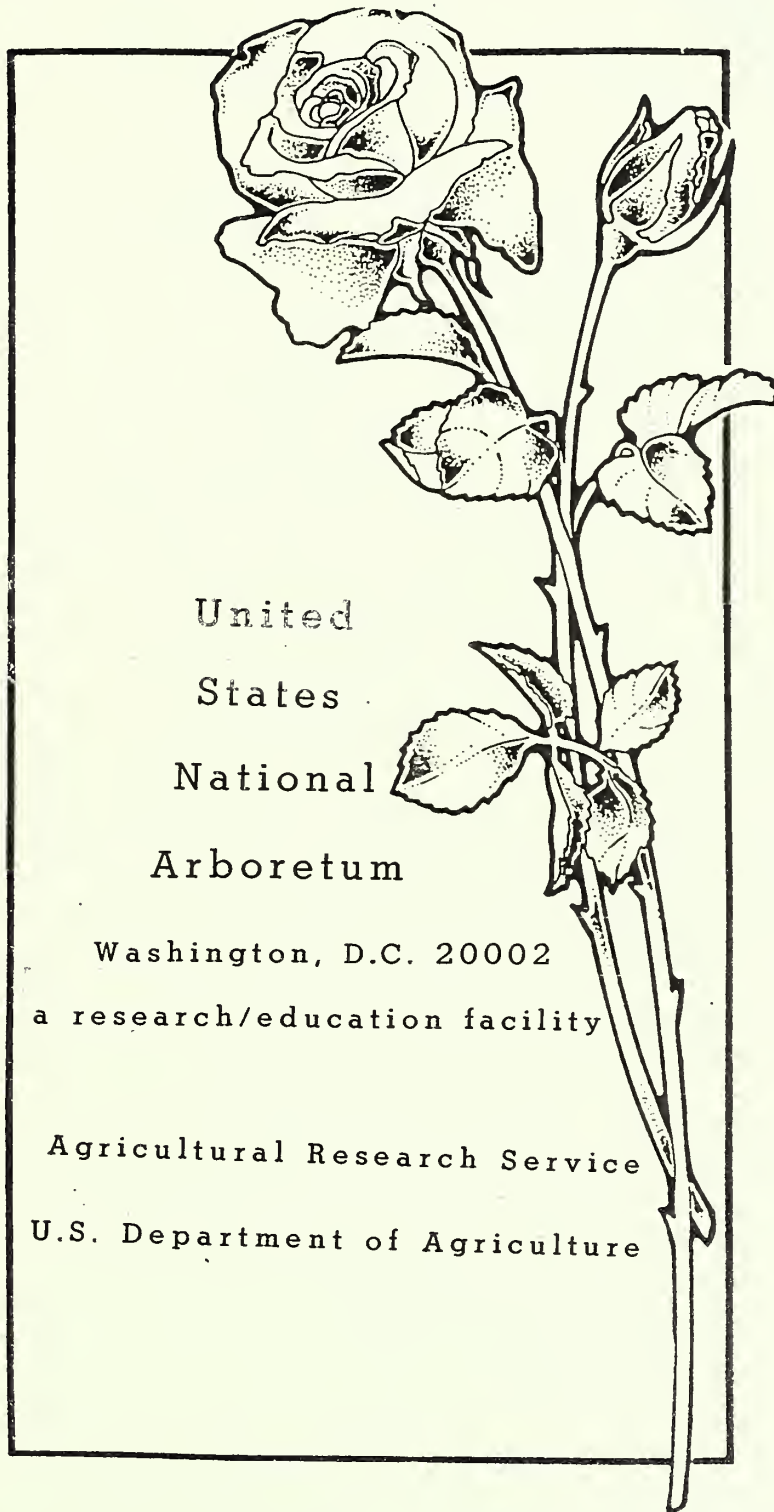 United
States
National
Arboretum
Washington, D.C. 20002
a research/education facility
Agricultural Research Service
U.S. Department of Agriculture